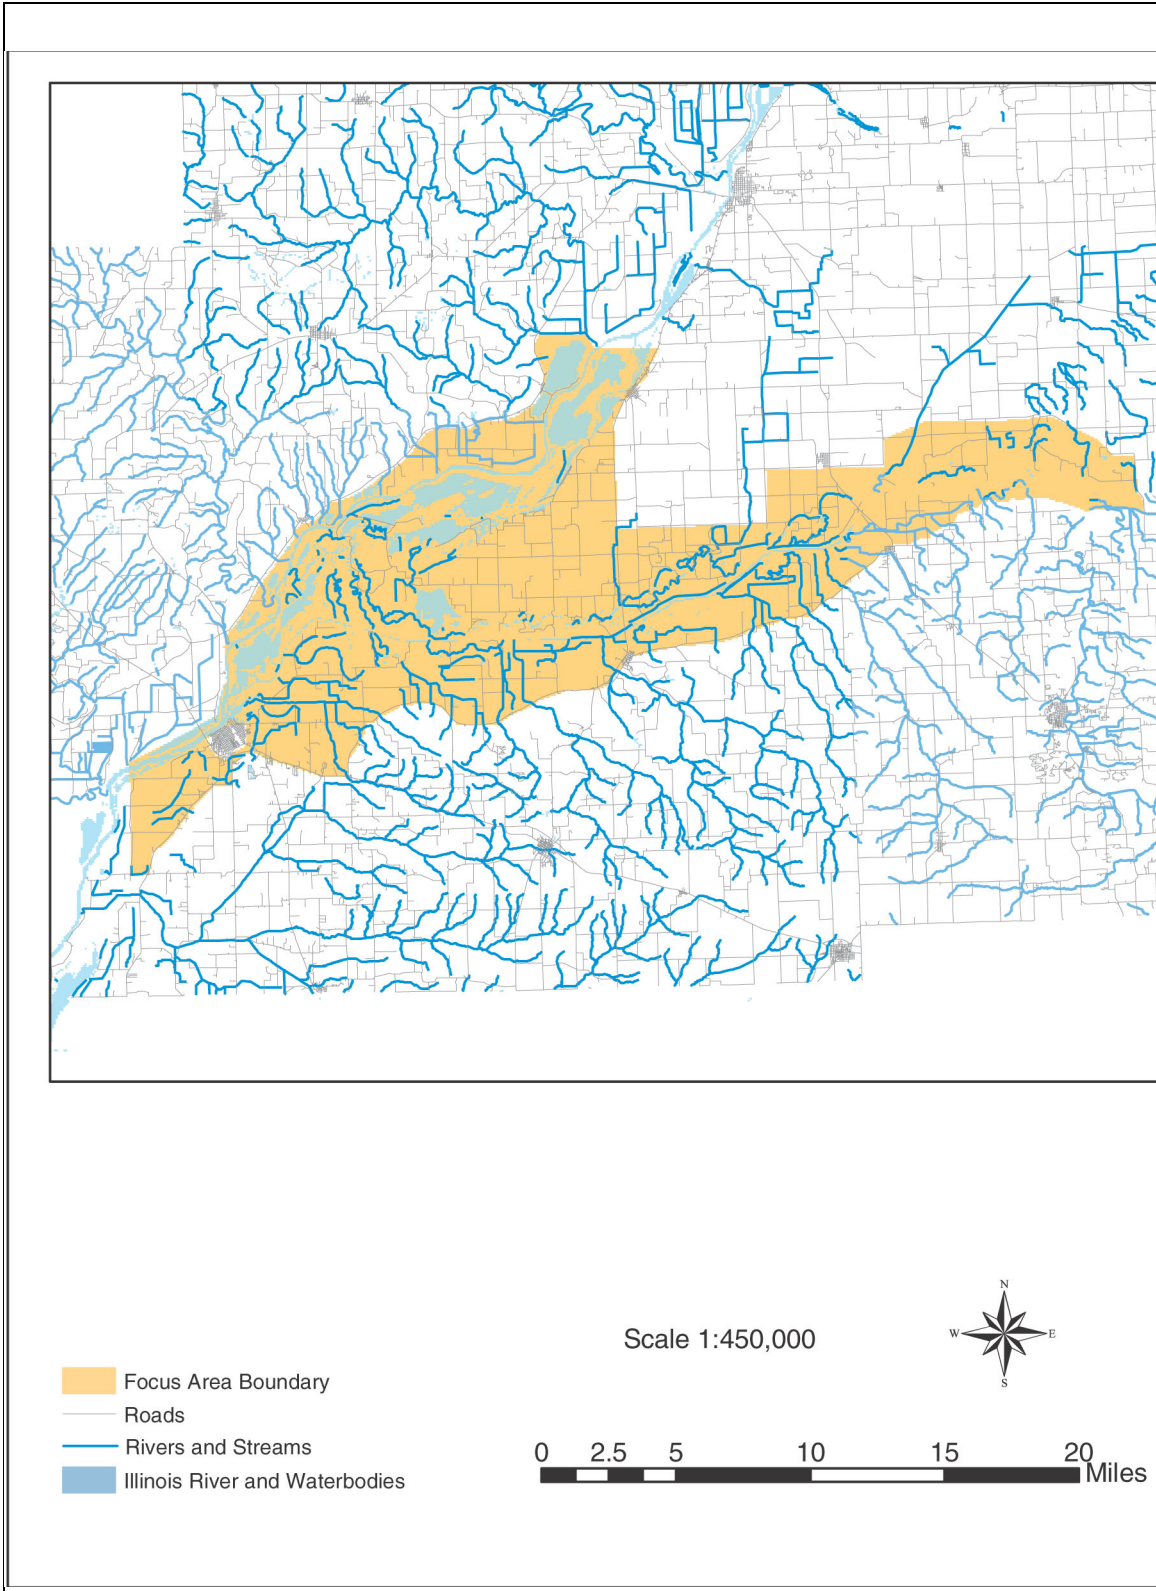 N
W E
S
Scale 1:450,000
Focus Area Boundary
Roads
Rivers and Streams
Illinois River and Waterbodies
0 2.5 5 10 15 20
Miles